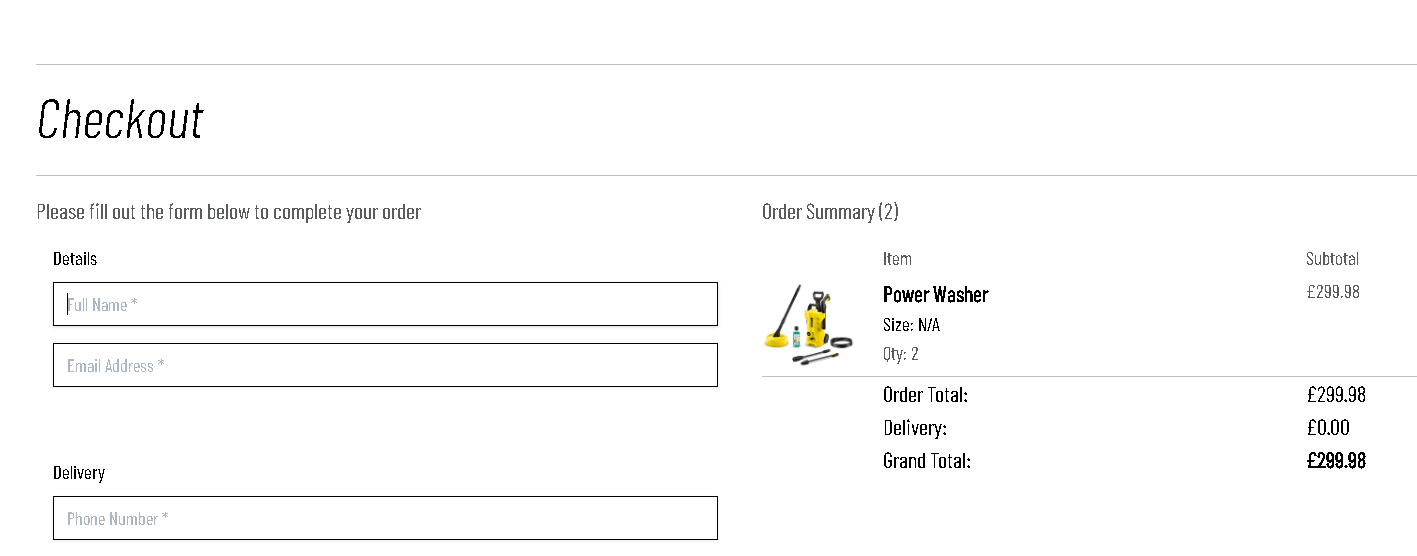 Checkout
Please fill out the form below to complete your order
Details
Full Name *
Email Address *
Delivery
Phone Number *
Order Summary (2)
Item Subtotal
Power Washer £299.98
Size: N/A
Qty: 2
Order Total: £299.98
Delivery: £0.00
Grand Total: £299.98